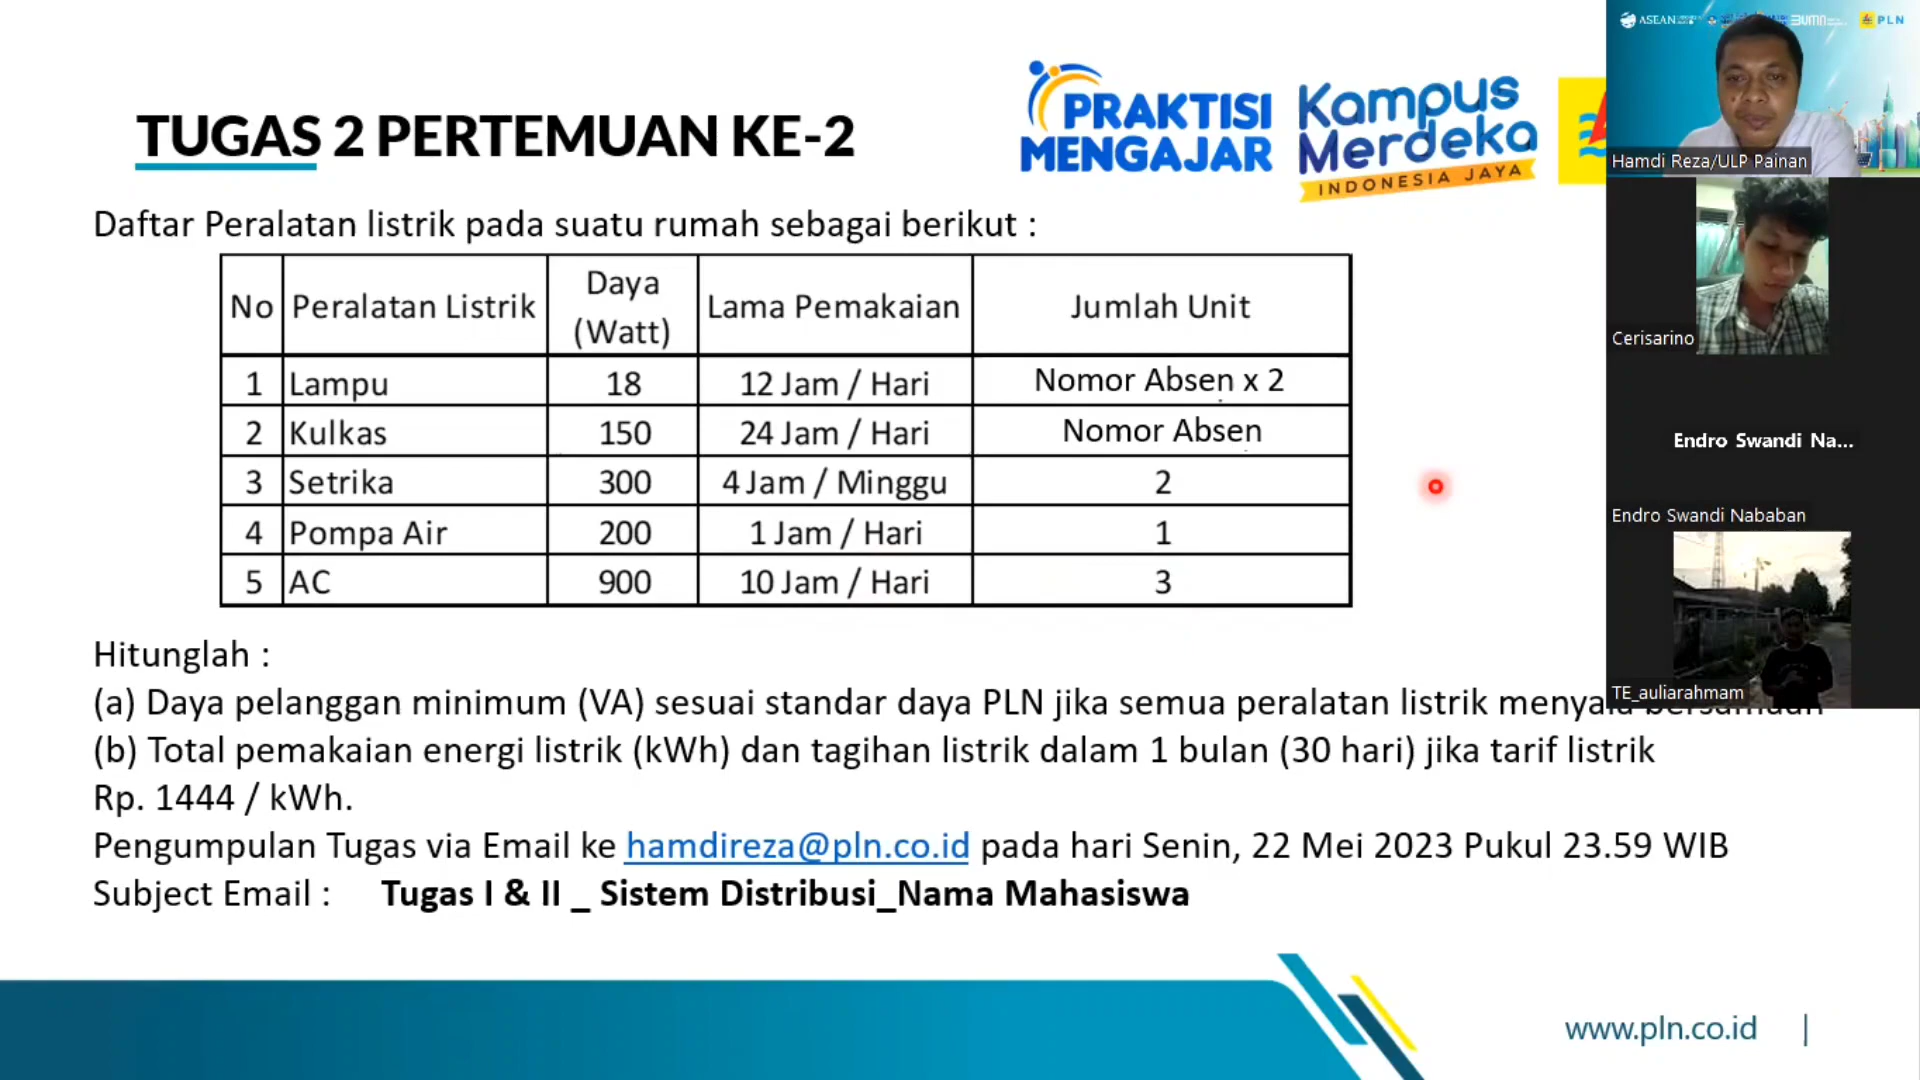 TUGAS 2 PERTEMUAN KE-2
PRAKTISI
MENGAJAR
Kampus
Merdeka
INDONESIA JAYA
ASEAN
BUMN
PLN
Hamdi Reza/ULP Painan
Cerisarino
Endro Swandi Na...
Endro Swandi Nababan
TE_auliarahmam
Daftar Peralatan listrik pada suatu rumah sebagai berikut :
No Peralatan Listrik Daya (Watt) Lama Pemakaian Jumlah Unit
1 Lampu 18 12 Jam / Hari Nomor Absen x 2
2 Kulkas 150 24 Jam / Hari Nomor Absen
3 Setrika 300 4 Jam / Minggu 2
4 Pompa Air 200 1 Jam / Hari 1
5 AC 900 10 Jam / Hari 3
Hitunglah :
(a) Daya pelanggan minimum (VA) sesuai standar daya PLN jika semua peralatan listrik menyala
(b) Total pemakaian energi listrik (kWh) dan tagihan listrik dalam 1 bulan (30 hari) jika tarif listrik
Rp. 1444 / kWh.
Pengumpulan Tugas via Email ke hamdireza@pln.co.id pada hari Senin, 22 Mei 2023 Pukul 23.59 WIB
Subject Email : Tugas I & II _ Sistem Distribusi_Nama Mahasiswa
www.pln.co.id |